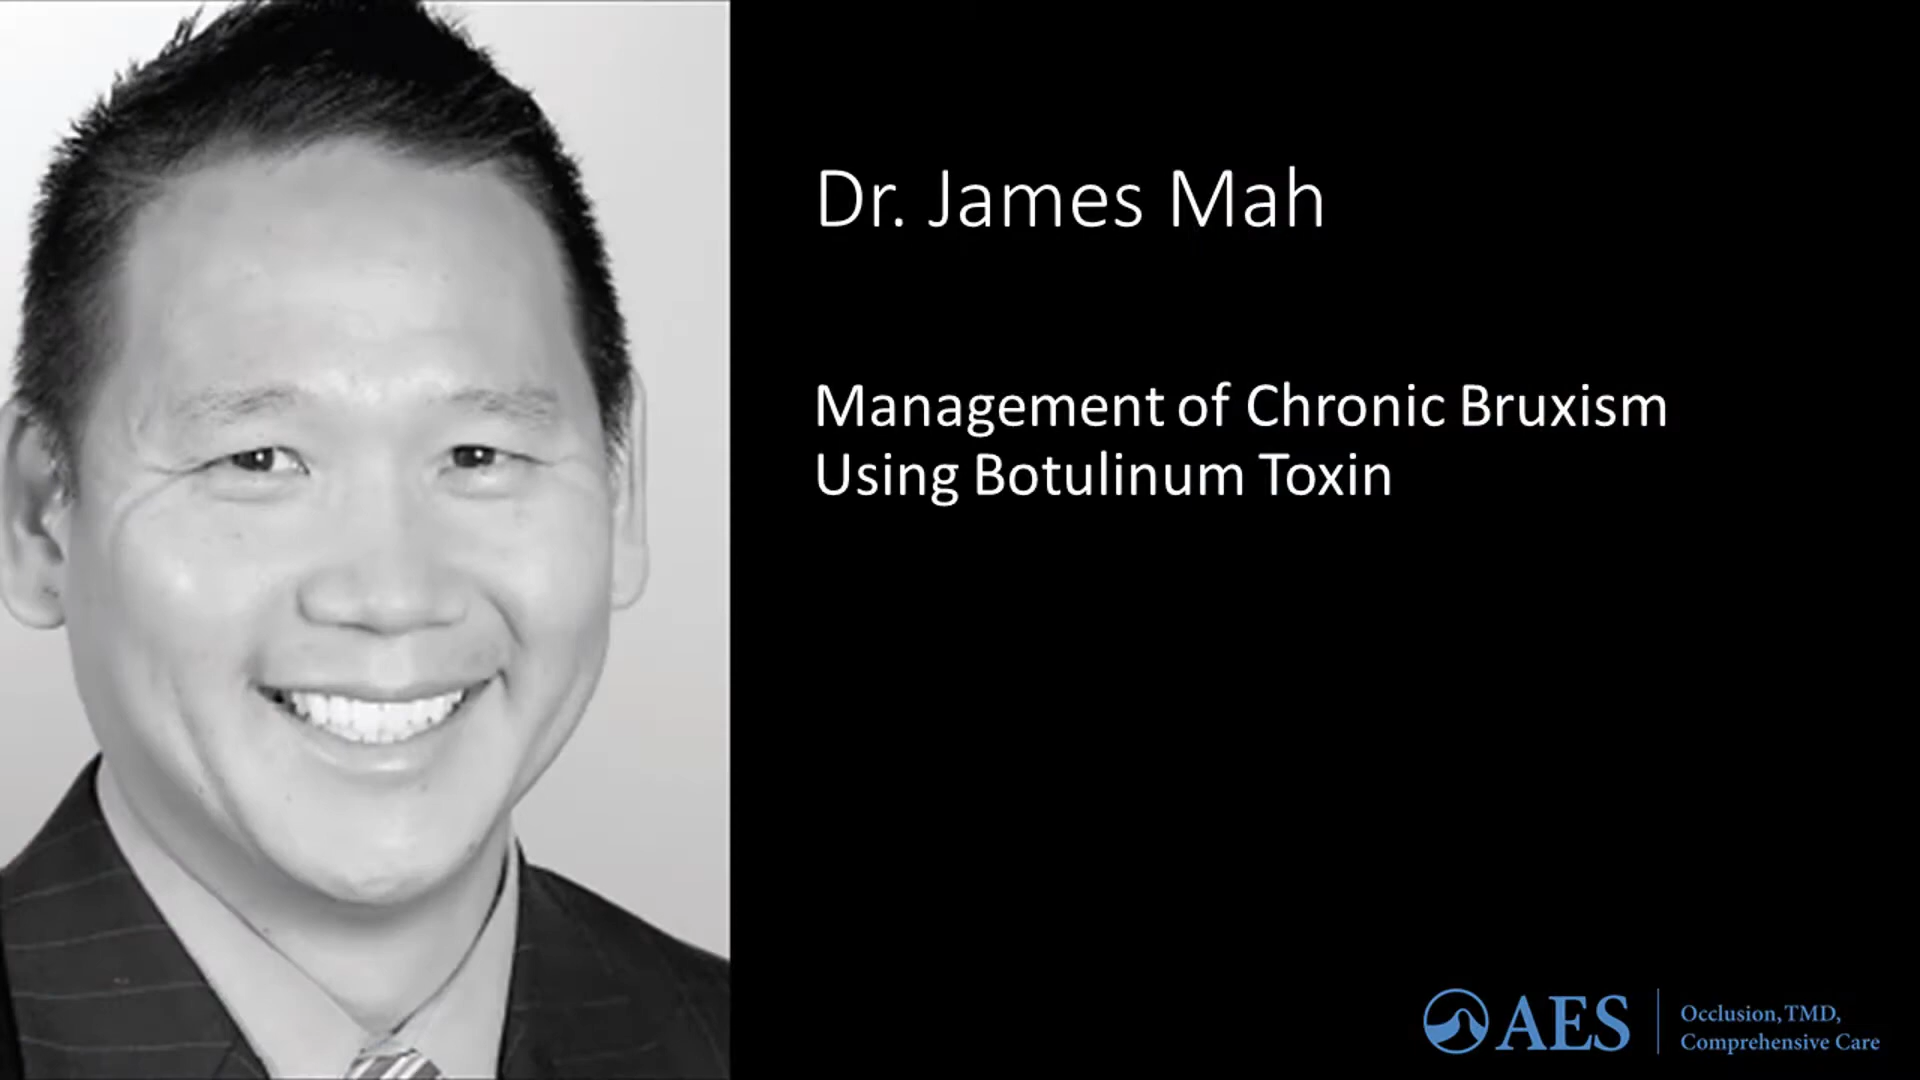 Dr. James Mah
Management of Chronic Bruxism
Using Botulinum Toxin
AES
Occlusion, TMD,
Comprehensive Care